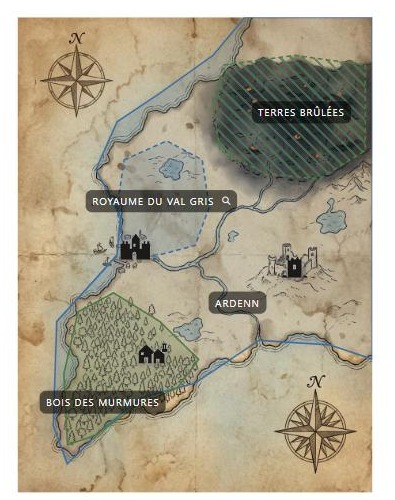 N
TERRES BRÛLÉES
ROYAUME DU VAL GRIS
ARDENN
BOIS DES MURMURES
N